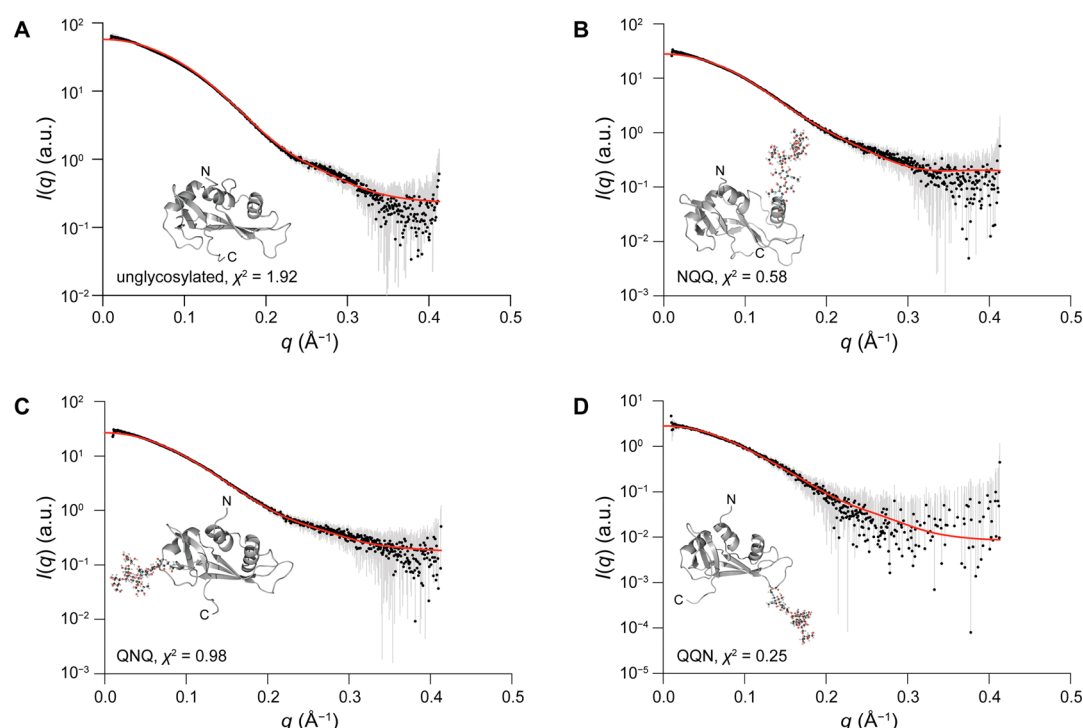 A
10² 10¹ 10⁰ 10⁻¹ 10⁻²
I(q) (a.u.)
N
C
unglycosylated, χ² = 1.92
0.0 0.1 0.2 0.3 0.4 0.5
q (Å⁻¹)
B
10² 10¹ 10⁰ 10⁻¹ 10⁻² 10⁻³
I(q) (a.u.)
N
C
NQQ, χ² = 0.58
0.0 0.1 0.2 0.3 0.4 0.5
q (Å⁻¹)
C
10² 10¹ 10⁰ 10⁻¹ 10⁻² 10⁻³
I(q) (a.u.)
N
C
QNQ, χ² = 0.98
0.0 0.1 0.2 0.3 0.4 0.5
q (Å⁻¹)
D
10¹ 10⁰ 10⁻¹ 10⁻² 10⁻³ 10⁻⁴ 10⁻⁵
I(q) (a.u.)
N
C
QQN, χ² = 0.25
0.0 0.1 0.2 0.3 0.4 0.5
q (Å⁻¹)